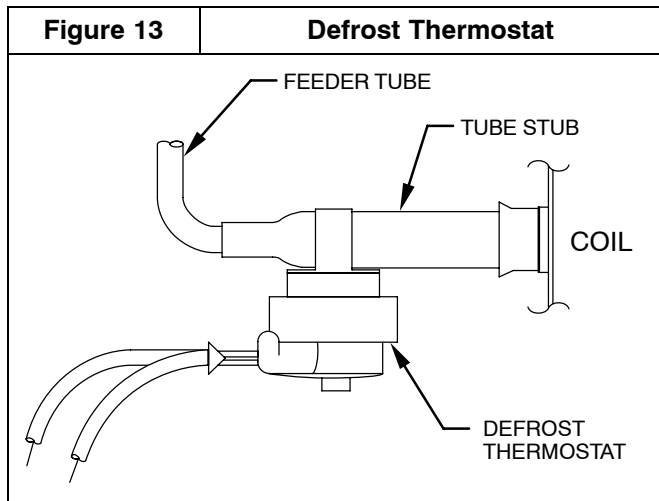 Figure 13
Defrost Thermostat
FEEDER TUBE
TUBE STUB
COIL
DEFROST
THERMOSTAT